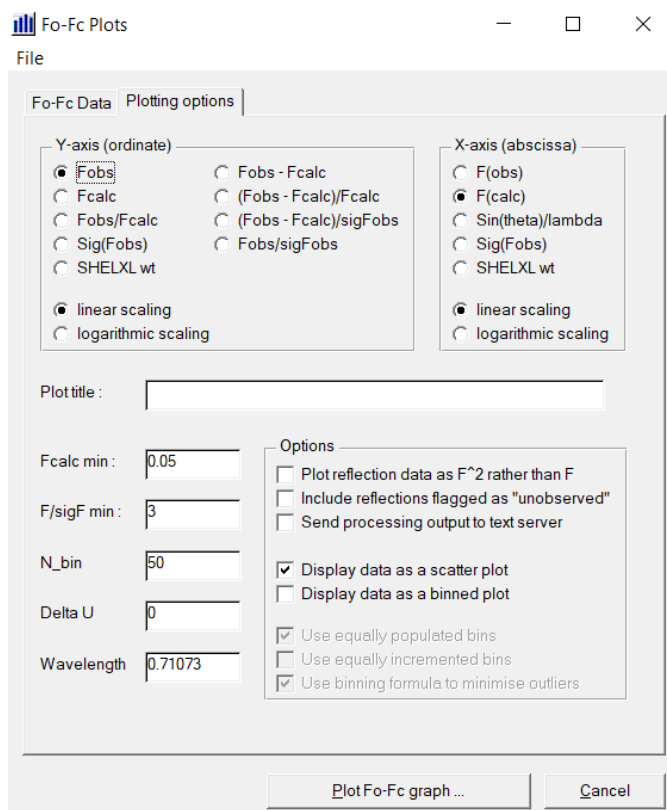 Fo-Fc Plots
File
Fo-Fc Data Plotting options
Y-axis (ordinate)
Fobs Fobs - Fcalc
Fcalc (Fobs - Fcalc)/Fcalc
Fobs/Fcalc (Fobs - Fcalc)/sigFobs
Sig(Fobs) Fobs/sigFobs
SHELXL wt
linear scaling
logarithmic scaling
X-axis (abscissa)
F(obs)
F(calc)
Sin(theta)/lambda
Sig(Fobs)
SHELXL wt
linear scaling
logarithmic scaling
Plot title :
Fcalc min : 0.05
F/sigF min : 3
N_bin 50
Delta U 0
Wavelength 0.71073
Options
Plot reflection data as F^2 rather than F
Include reflections flagged as "unobserved"
Send processing output to text server
Display data as a scatter plot
Display data as a binned plot
Use equally populated bins
Use equally incremented bins
Use binning formula to minimise outliers
Plot Fo-Fc graph ... Cancel